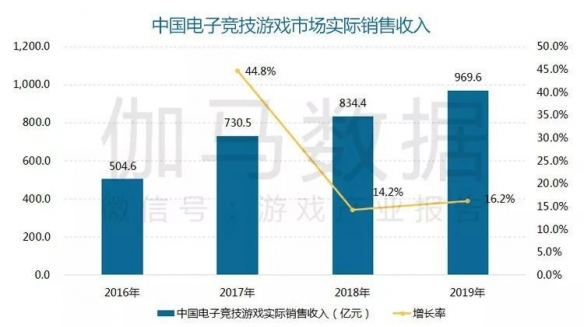 中国电子竞技游戏市场实际销售收入
1,200.0
1,000.0
800.0
600.0
400.0
200.0
0.0
50.0%
45.0%
40.0%
35.0%
30.0%
25.0%
20.0%
15.0%
10.0%
5.0%
0.0%
504.6
730.5
834.4
969.6
44.8%
14.2%
16.2%
伽马数据
微信号:游戏产业报告
2016年
2017年
2018年
2019年
中国电子竞技游戏实际销售收入(亿元)
增长率